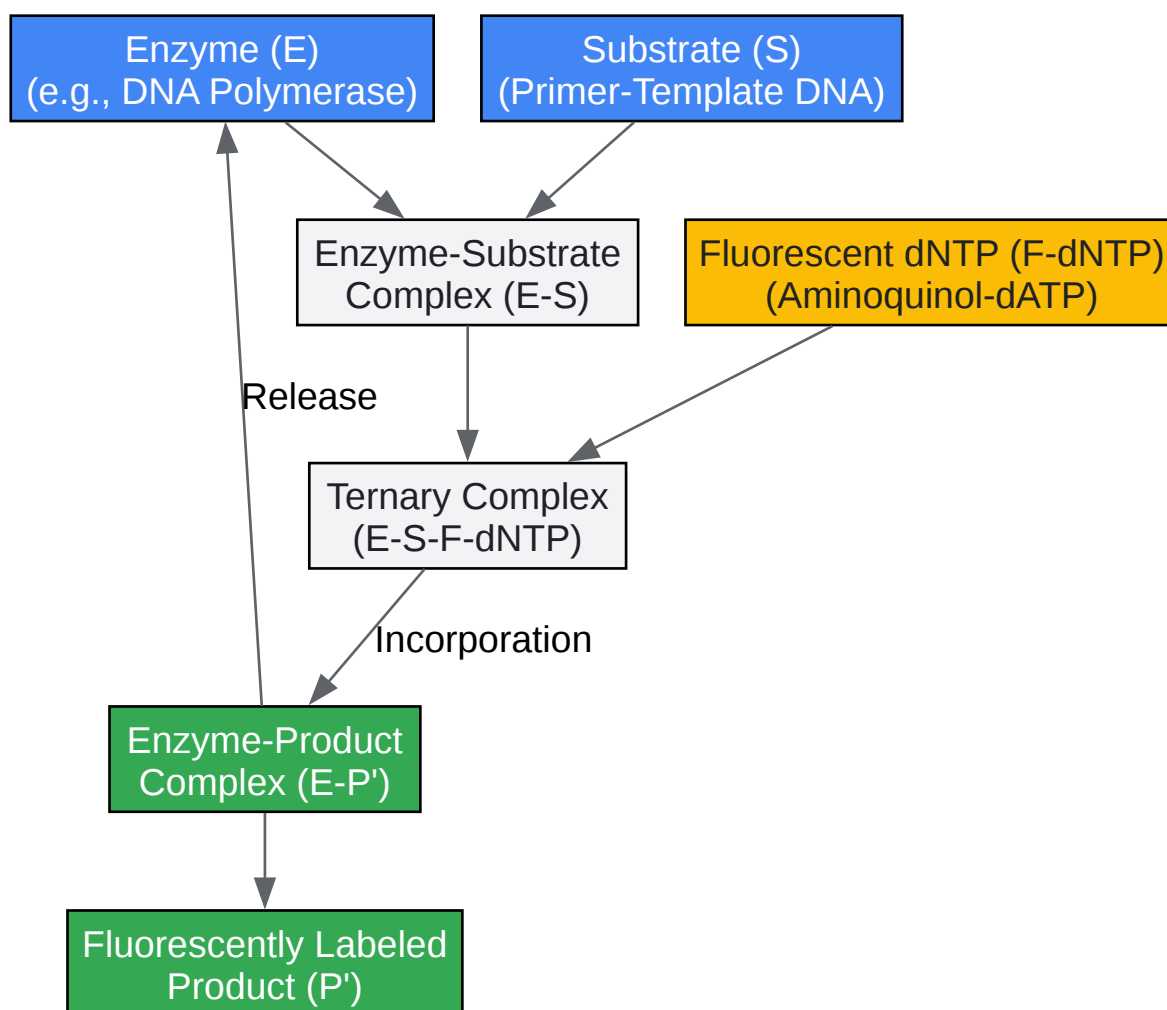 Enzyme (E)
(e.g., DNA Polymerase)
Substrate (S)
(Primer-Template DNA)
Enzyme-Substrate
Complex (E-S)
Fluorescent dNTP (F-dNTP)
(Aminoquinol-dATP)
Release
Ternary Complex
(E-S-F-dNTP)
Incorporation
Enzyme-Product
Complex (E-P')
Fluorescently Labeled
Product (P')